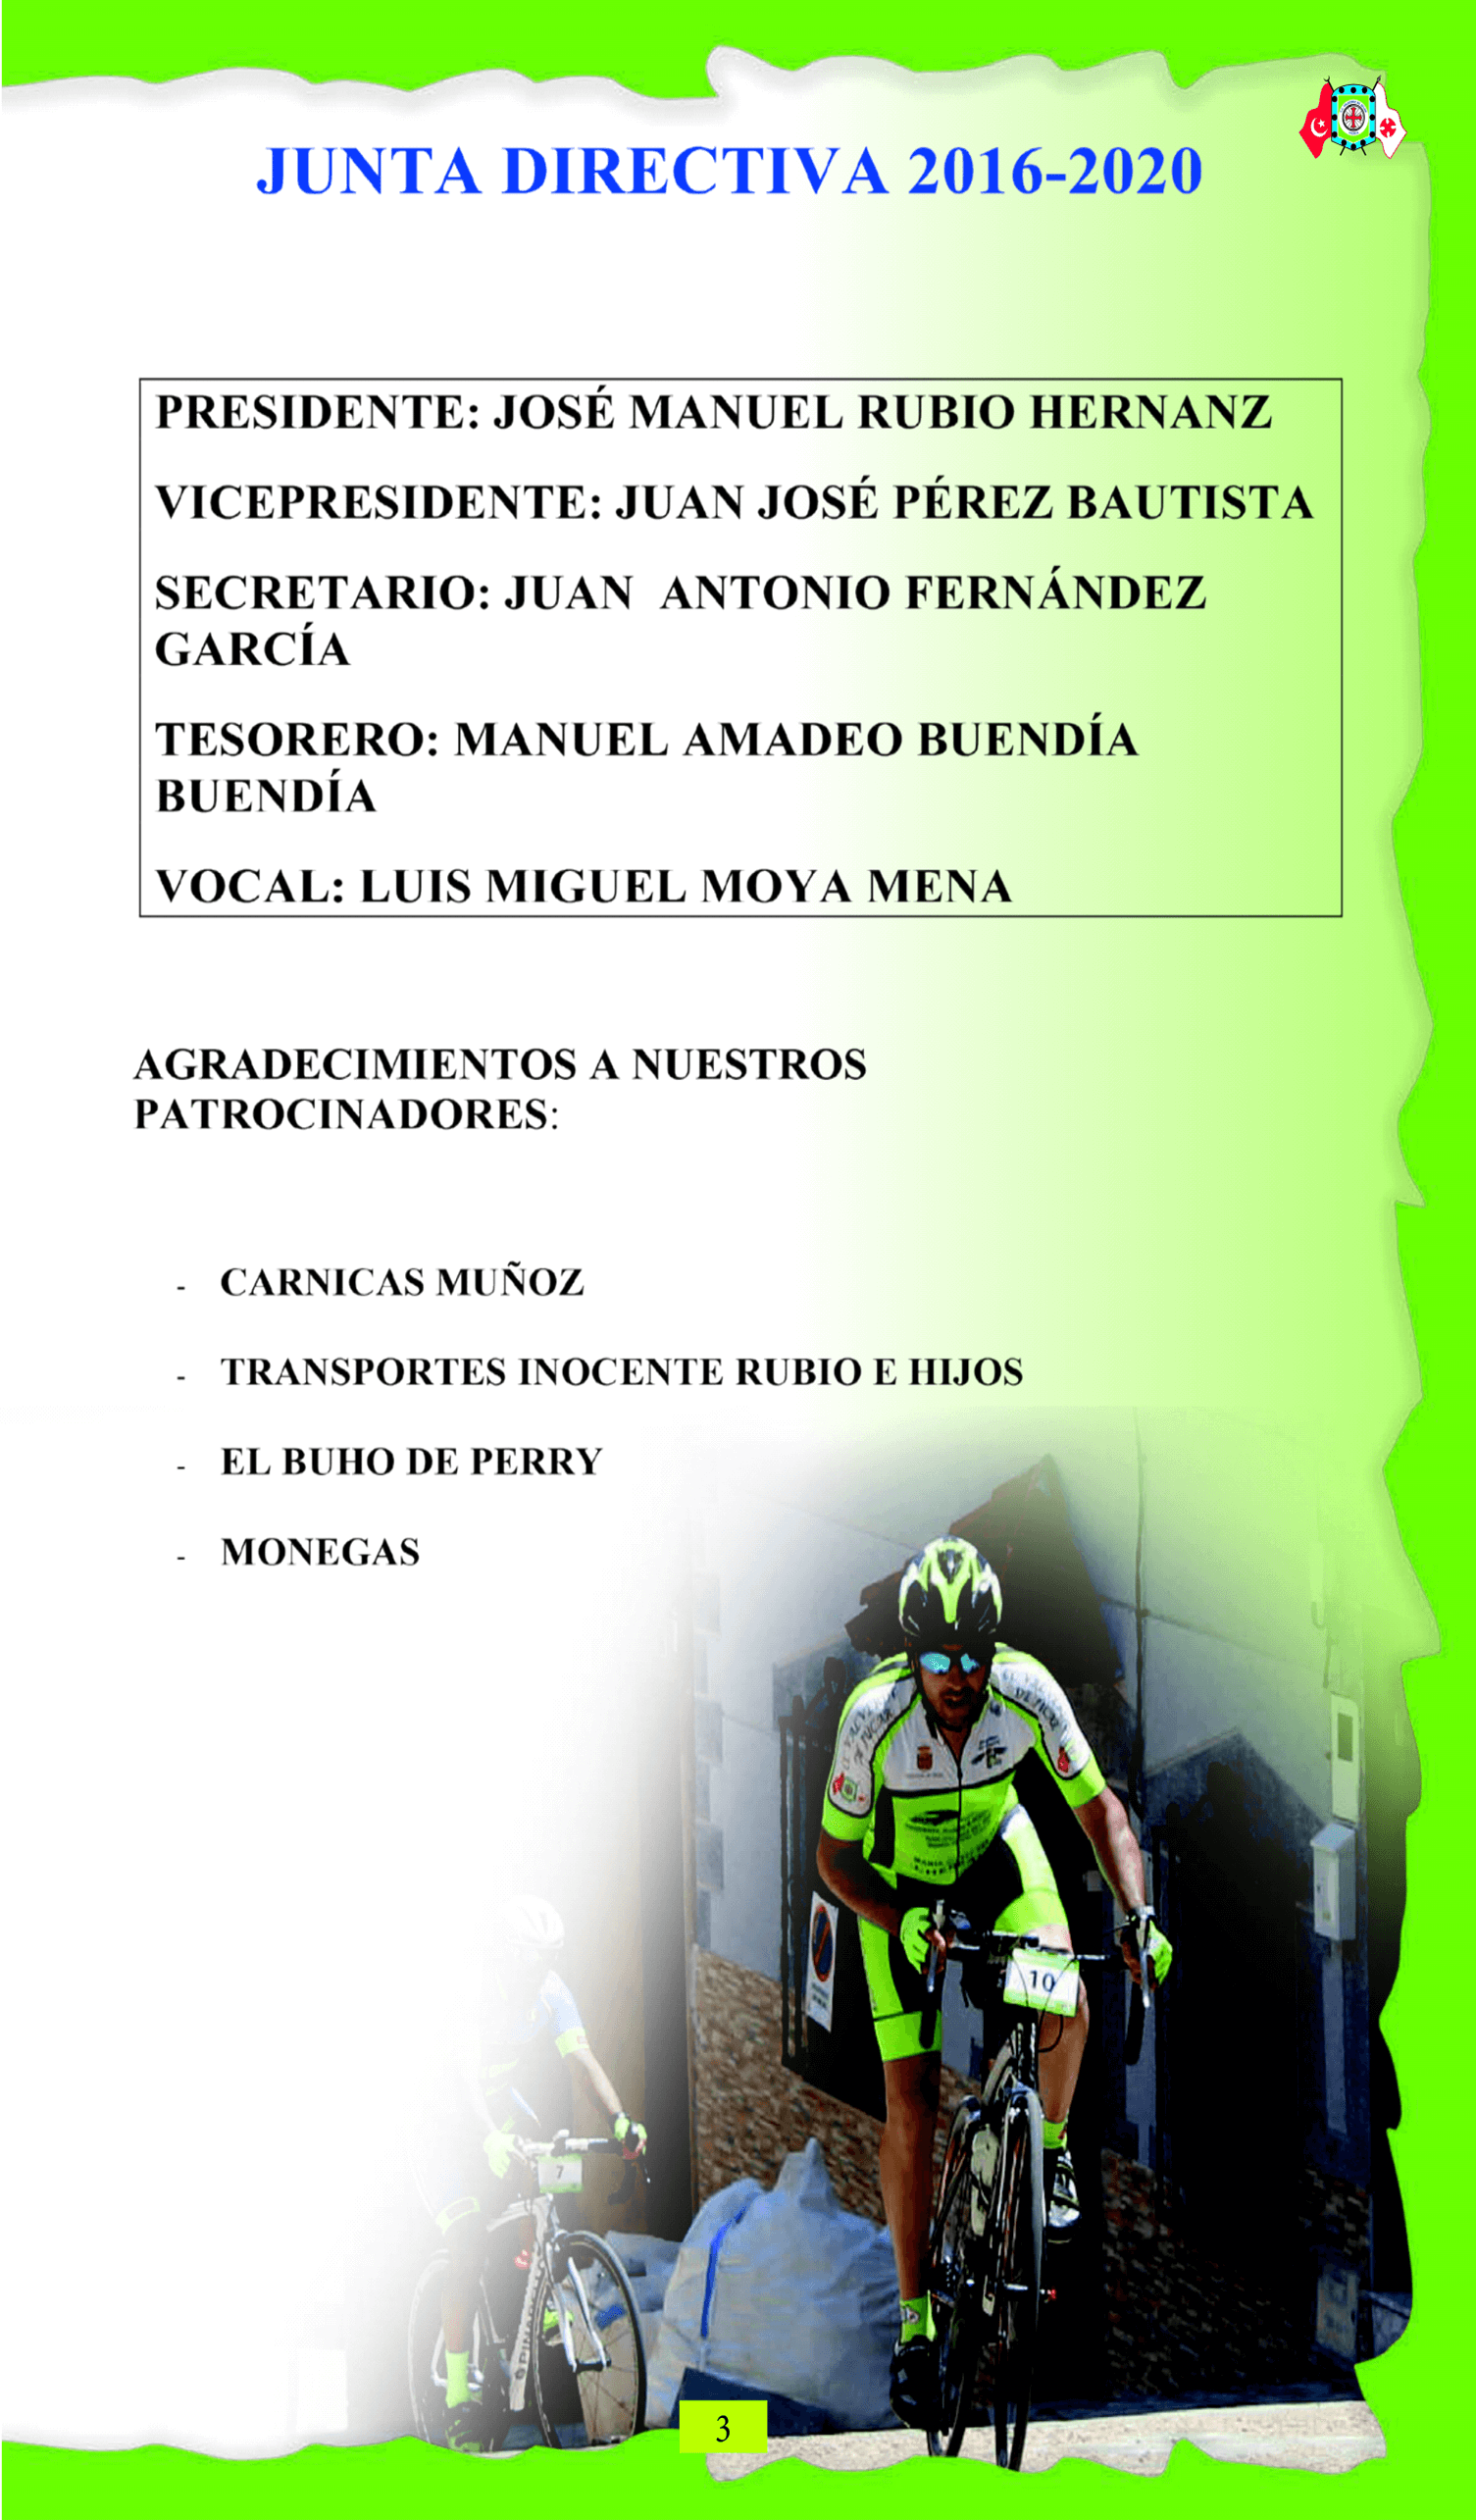 JUNTA DIRECTIVA 2016-2020
PRESIDENTE: JOSÉ MANUEL RUBIO HERNANZ
VICEPRESIDENTE: JUAN JOSÉ PÉREZ BAUTISTA
SECRETARIO: JUAN ANTONIO FERNÁNDEZ
GARCÍA
TESORERO: MANUEL AMADEO BUENDÍA
BUENDÍA
VOCAL: LUIS MIGUEL MOYA MENA
AGRADECIMIENTOS A NUESTROS
PATROCINADORES:
- CARNICAS MUÑOZ
- TRANSPORTES INOCENTE RUBIO E HIJOS
- EL BUHO DE PERRY
- MONEGAS
10
7
3